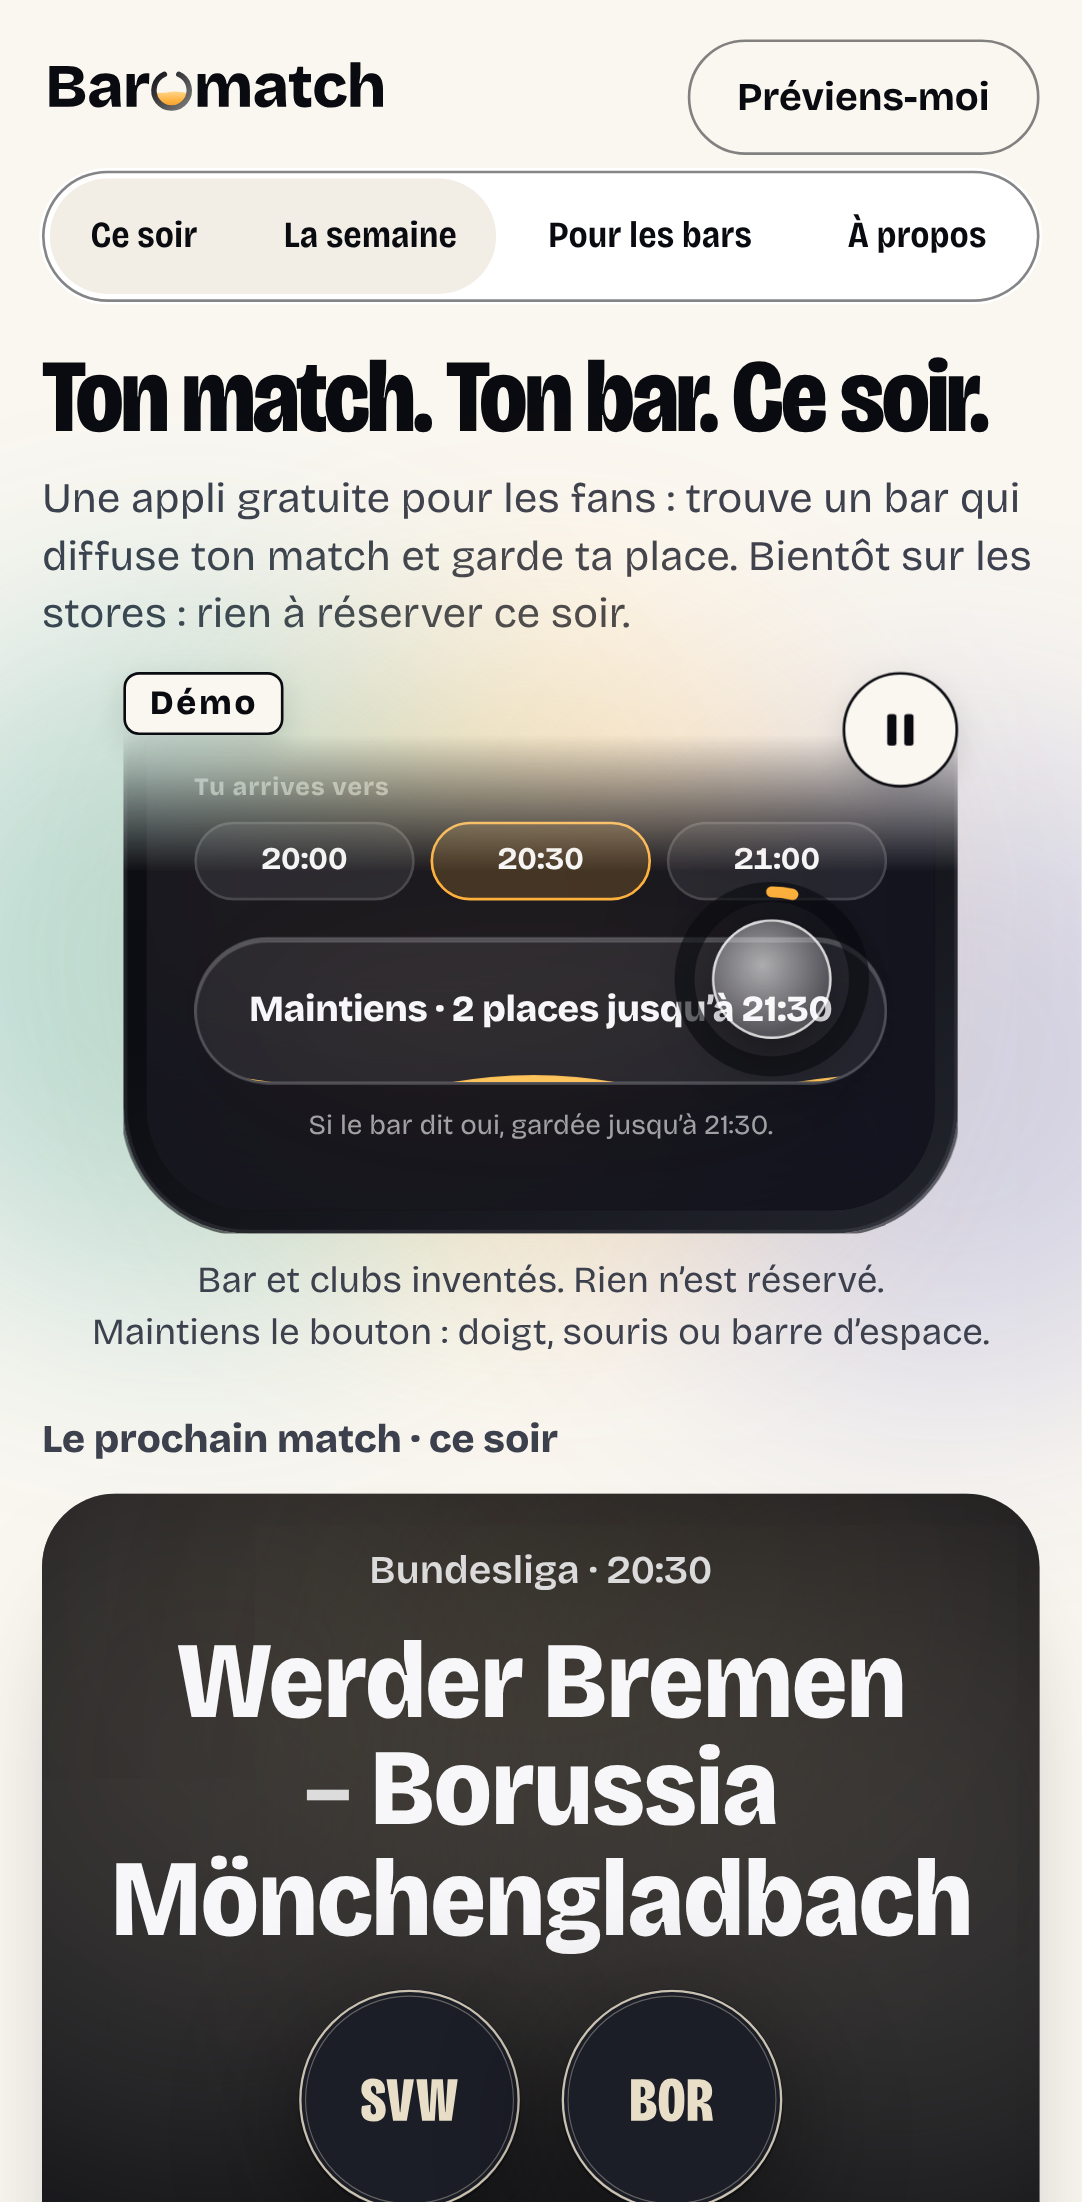 Baromatch
Préviens-moi
Ce soir
La semaine
Pour les bars
À propos
Ton match. Ton bar. Ce soir.
Une appli gratuite pour les fans : trouve un bar qui
diffuse ton match et garde ta place. Bientôt sur les
stores : rien à réserver ce soir.
Démo
Tu arrives vers
20:00
20:30
21:00
Maintiens · 2 places jusqu’à 21:30
Si le bar dit oui, gardée jusqu’à 21:30.
Bar et clubs inventés. Rien n’est réservé.
Maintiens le bouton : doigt, souris ou barre d’espace.
Le prochain match · ce soir
Bundesliga · 20:30
Werder Bremen
– Borussia
Mönchengladbach
SVW
BOR